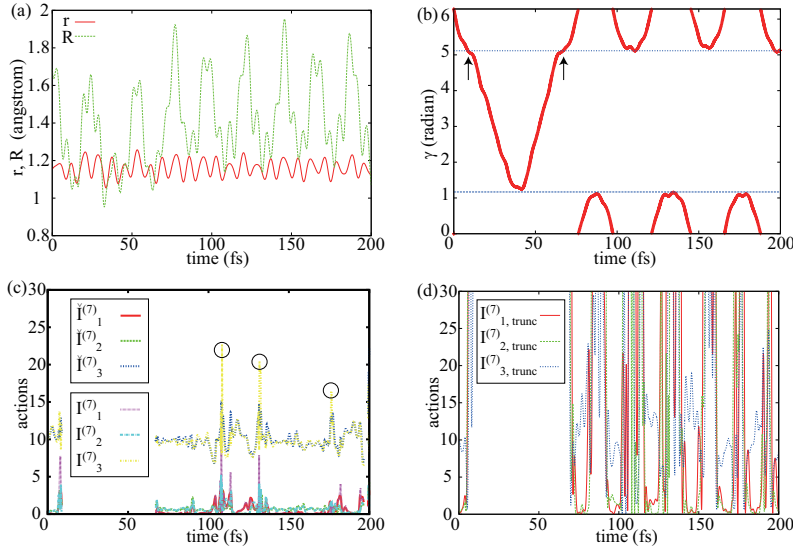 (a)
r
R
r, R (angstrom)
2
1.8
1.6
1.4
1.2
1
0.8
0 50 100 150 200
time (fs)
(b)
γ (radian)
6
5
4
3
2
1
0
0 50 100 150 200
time (fs)
(c)
Ǐ⁽⁷⁾₁
Ǐ⁽⁷⁾₂
Ǐ⁽⁷⁾₃
I⁽⁷⁾₁
I⁽⁷⁾₂
I⁽⁷⁾₃
actions
30
25
20
15
10
5
0
0 50 100 150 200
time (fs)
(d)
I⁽⁷⁾₁, trunc
I⁽⁷⁾₂, trunc
I⁽⁷⁾₃, trunc
actions
30
25
20
15
10
5
0
0 50 100 150 200
time (fs)